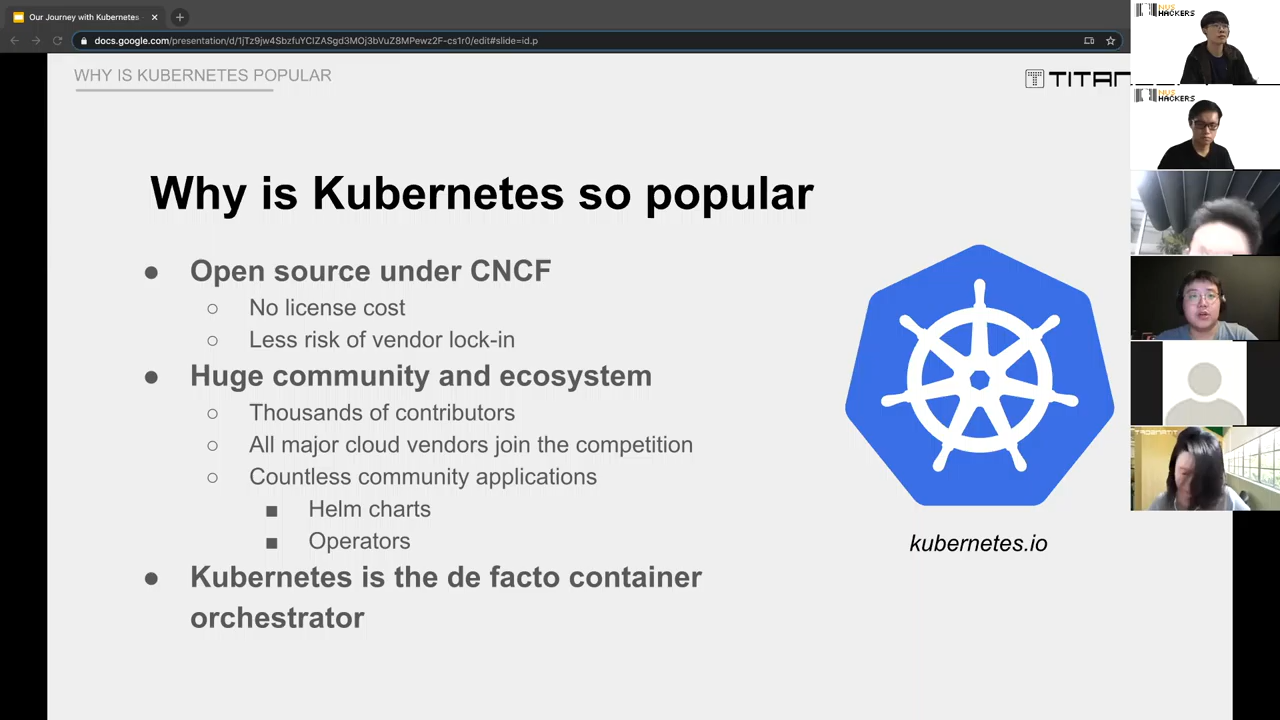 Our Journey with Kubernetes
docs.google.com/presentation/d/1jTz9jw4SbzfuYCIZASgd3MOj3bVuZ8MPewz2F-cs1r0/edit#slide=id.p
WHY IS KUBERNETES POPULAR
TITAN
NUS
HACKERS
NUS
HACKERS
Why is Kubernetes so popular
● Open source under CNCF
○ No license cost
○ Less risk of vendor lock-in
● Huge community and ecosystem
○ Thousands of contributors
○ All major cloud vendors join the competition
○ Countless community applications
■ Helm charts
■ Operators
● Kubernetes is the de facto container
orchestrator
kubernetes.io